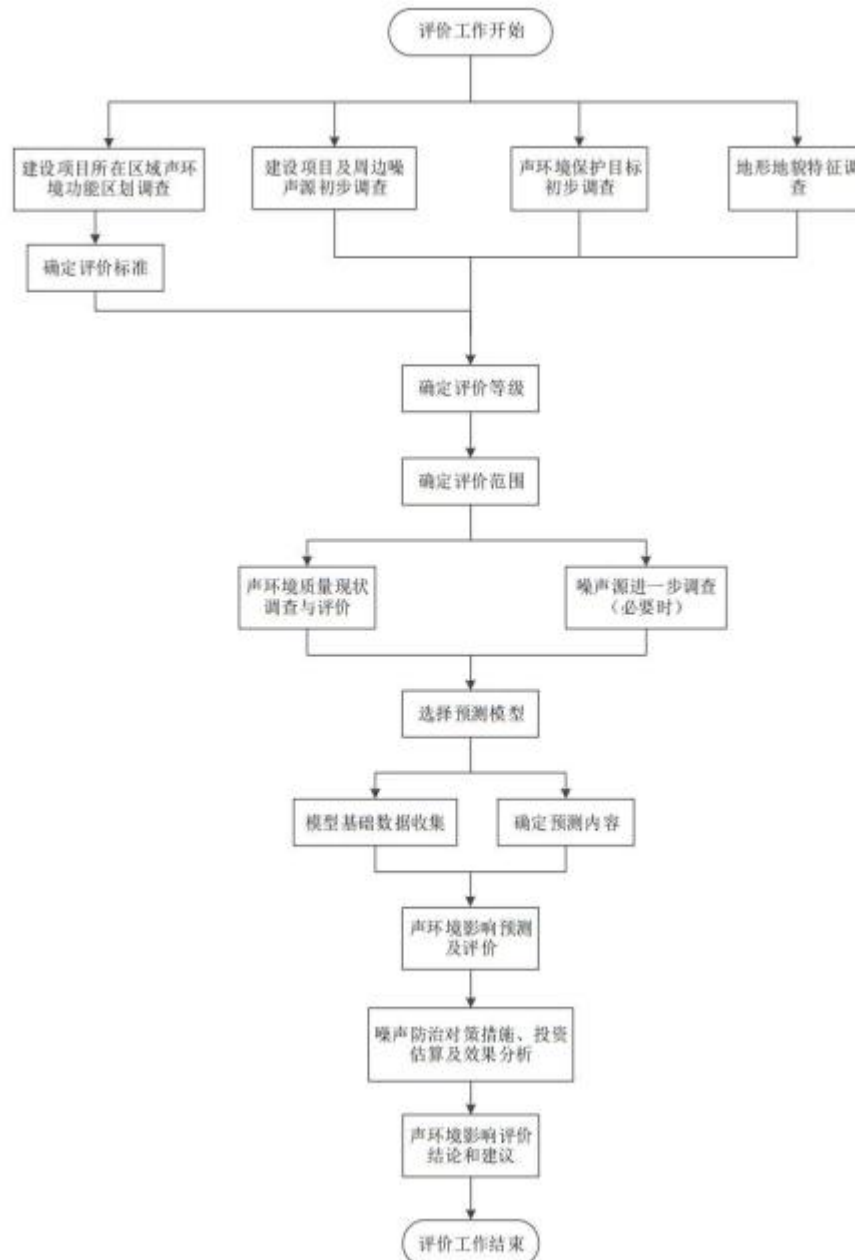 评价工作开始
建设项目所在区域声环
境功能区划调查
建设项目及周边噪
声源初步调查
声环境保护目标
初步调查
地形地貌特征调
查
确定评价标准
确定评价等级
确定评价范围
声环境质量现状
调查与评价
噪声源进一步调查
（必要时）
选择预测模型
模型基础数据收集
确定预测内容
声环境影响预测
及评价
噪声防治对策措施、投资
估算及效果分析
声环境影响评价
结论和建议
评价工作结束